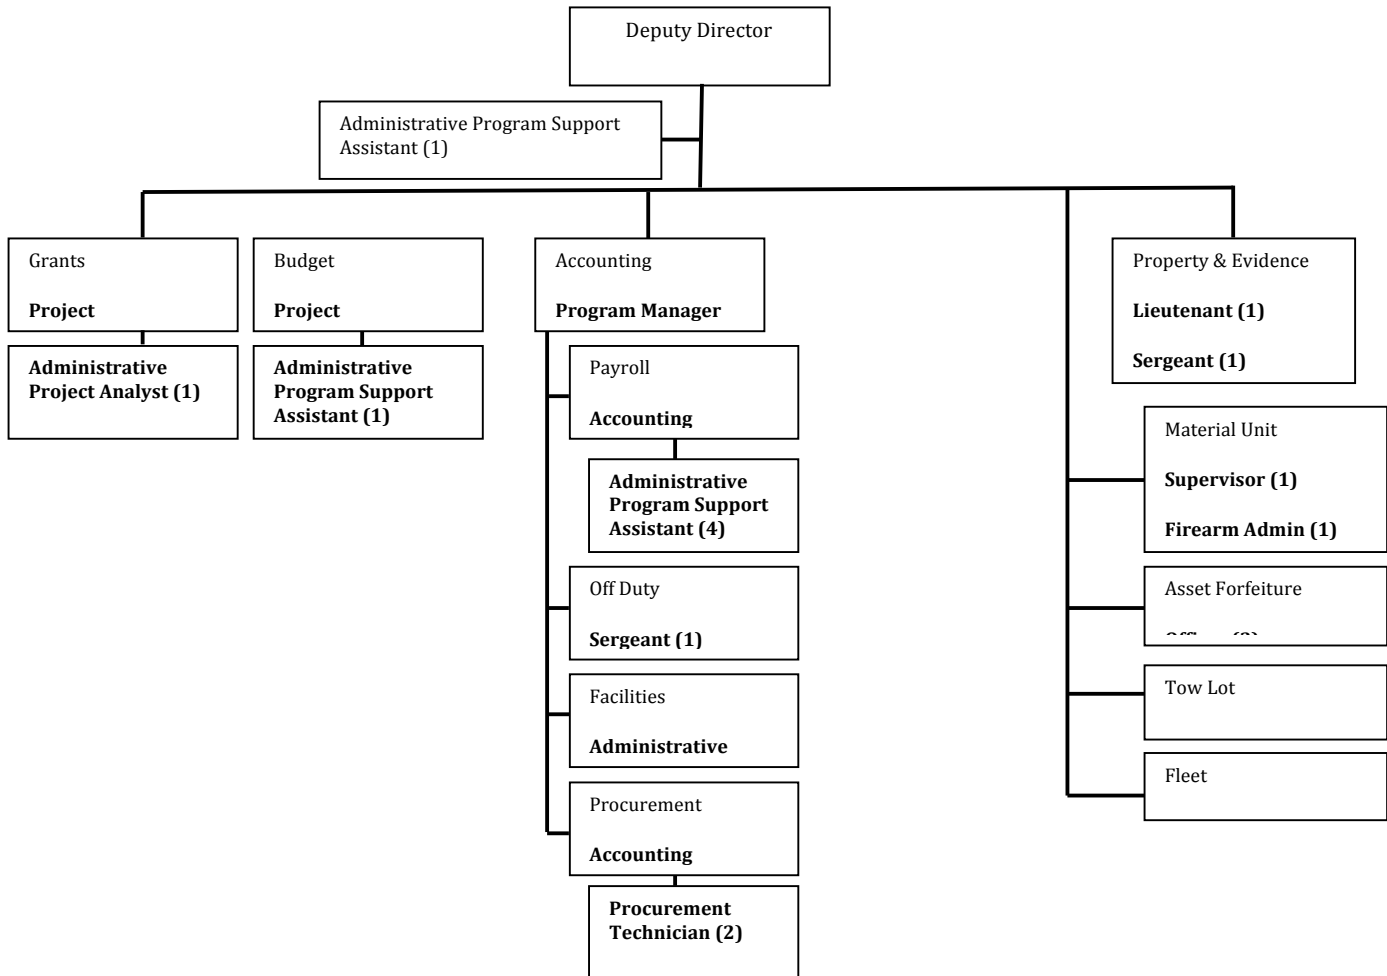 Deputy Director
Administrative Program Support
Assistant (1)
Grants
Project
Administrative
Project Analyst (1)
Budget
Project
Administrative
Program Support
Assistant (1)
Accounting
Program Manager
Payroll
Accounting
Administrative
Program Support
Assistant (4)
Off Duty
Sergeant (1)
Facilities
Administrative
Procurement
Accounting
Procurement
Technician (2)
Property & Evidence
Lieutenant (1)
Sergeant (1)
Material Unit
Supervisor (1)
Firearm Admin (1)
Asset Forfeiture
Tow Lot
Fleet